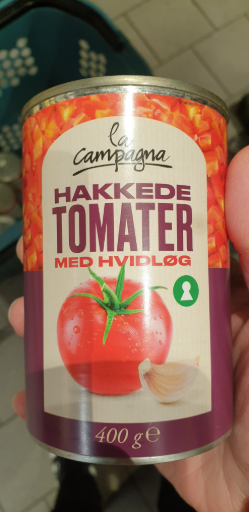 la
campagna
HAKKEDE
TOMATER
MED HVIDLØG
400 g e